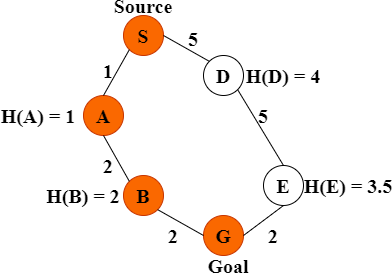 Source
S
5
D
H(D) = 4
1
H(A) = 1
A
5
2
H(B) = 2
B
E
H(E) = 3.5
2
G
2
Goal